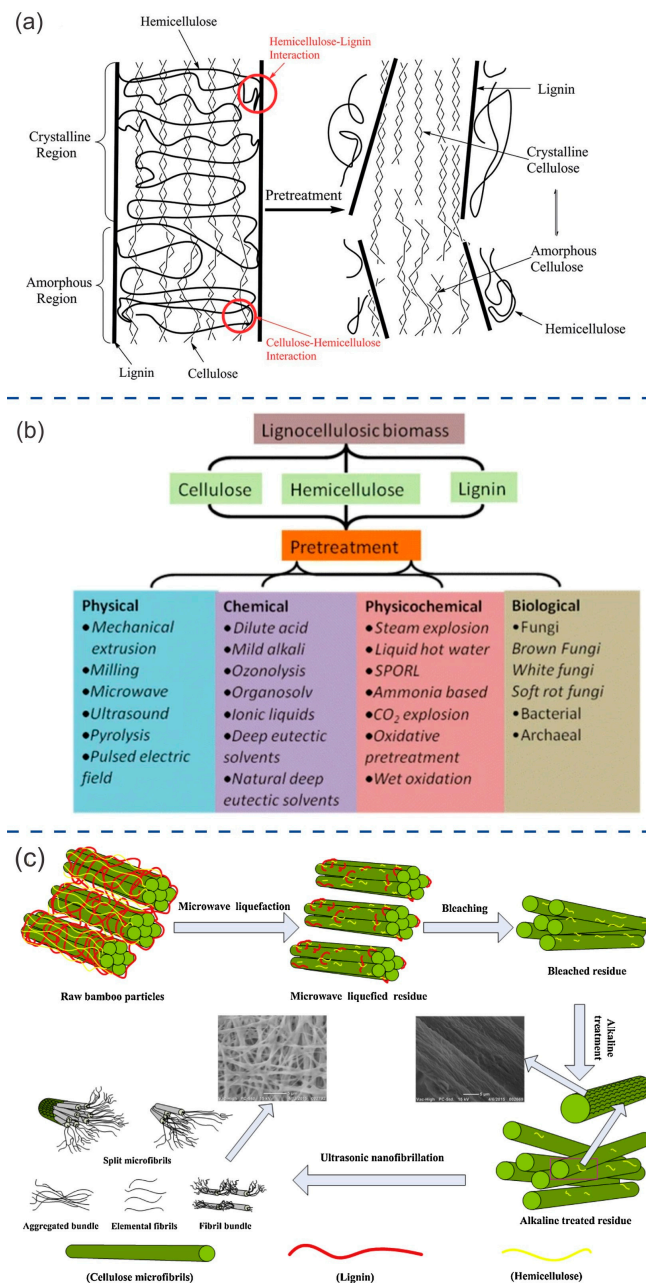 (a)
Hemicellulose
Hemicellulose-Lignin
Interaction
Lignin
Crystalline
Region
Crystalline
Cellulose
Pretreatment
Amorphous
Region
Amorphous
Cellulose
Hemicellulose
Cellulose-Hemicellulose
Interaction
Lignin
Cellulose
(b)
Lignocellulosic biomass
Cellulose
Hemicellulose
Lignin
Pretreatment
Physical
●Mechanical
extrusion
●Milling
●Microwave
●Ultrasound
●Pyrolysis
●Pulsed electric
field
Chemical
●Dilute acid
●Mild alkali
●Ozonolysis
●Organosolv
●Ionic liquids
●Deep eutectic
solvents
●Natural deep
eutectic solvents
Physicochemical
●Steam explosion
●Liquid hot water
●SPORL
●Ammonia based
●CO₂ explosion
●Oxidative
pretreatment
●Wet oxidation
Biological
●Fungi
Brown Fungi
White fungi
Soft rot fungi
●Bacterial
●Archaeal
(c)
Microwave liquefaction
Bleaching
Raw bamboo particles
Microwave liquefied residue
Bleached residue
Alkaline
treatment
Split microfibrils
Ultrasonic nanofibrillation
Aggregated bundle
Elemental fibrils
Fibril bundle
Alkaline treated residue
(Cellulose microfibrils)
(Lignin)
(Hemicellulose)